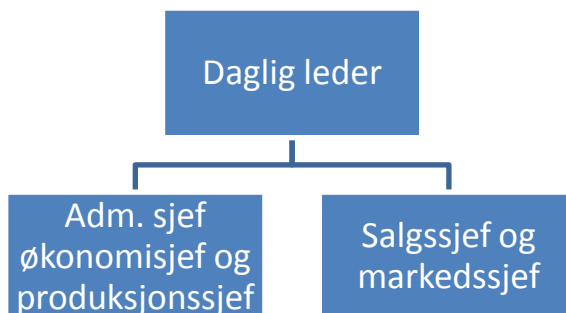 Daglig leder
Adm. sjef
økonomisjef og
produksjonssjef
Salgssjef og
markedssjef